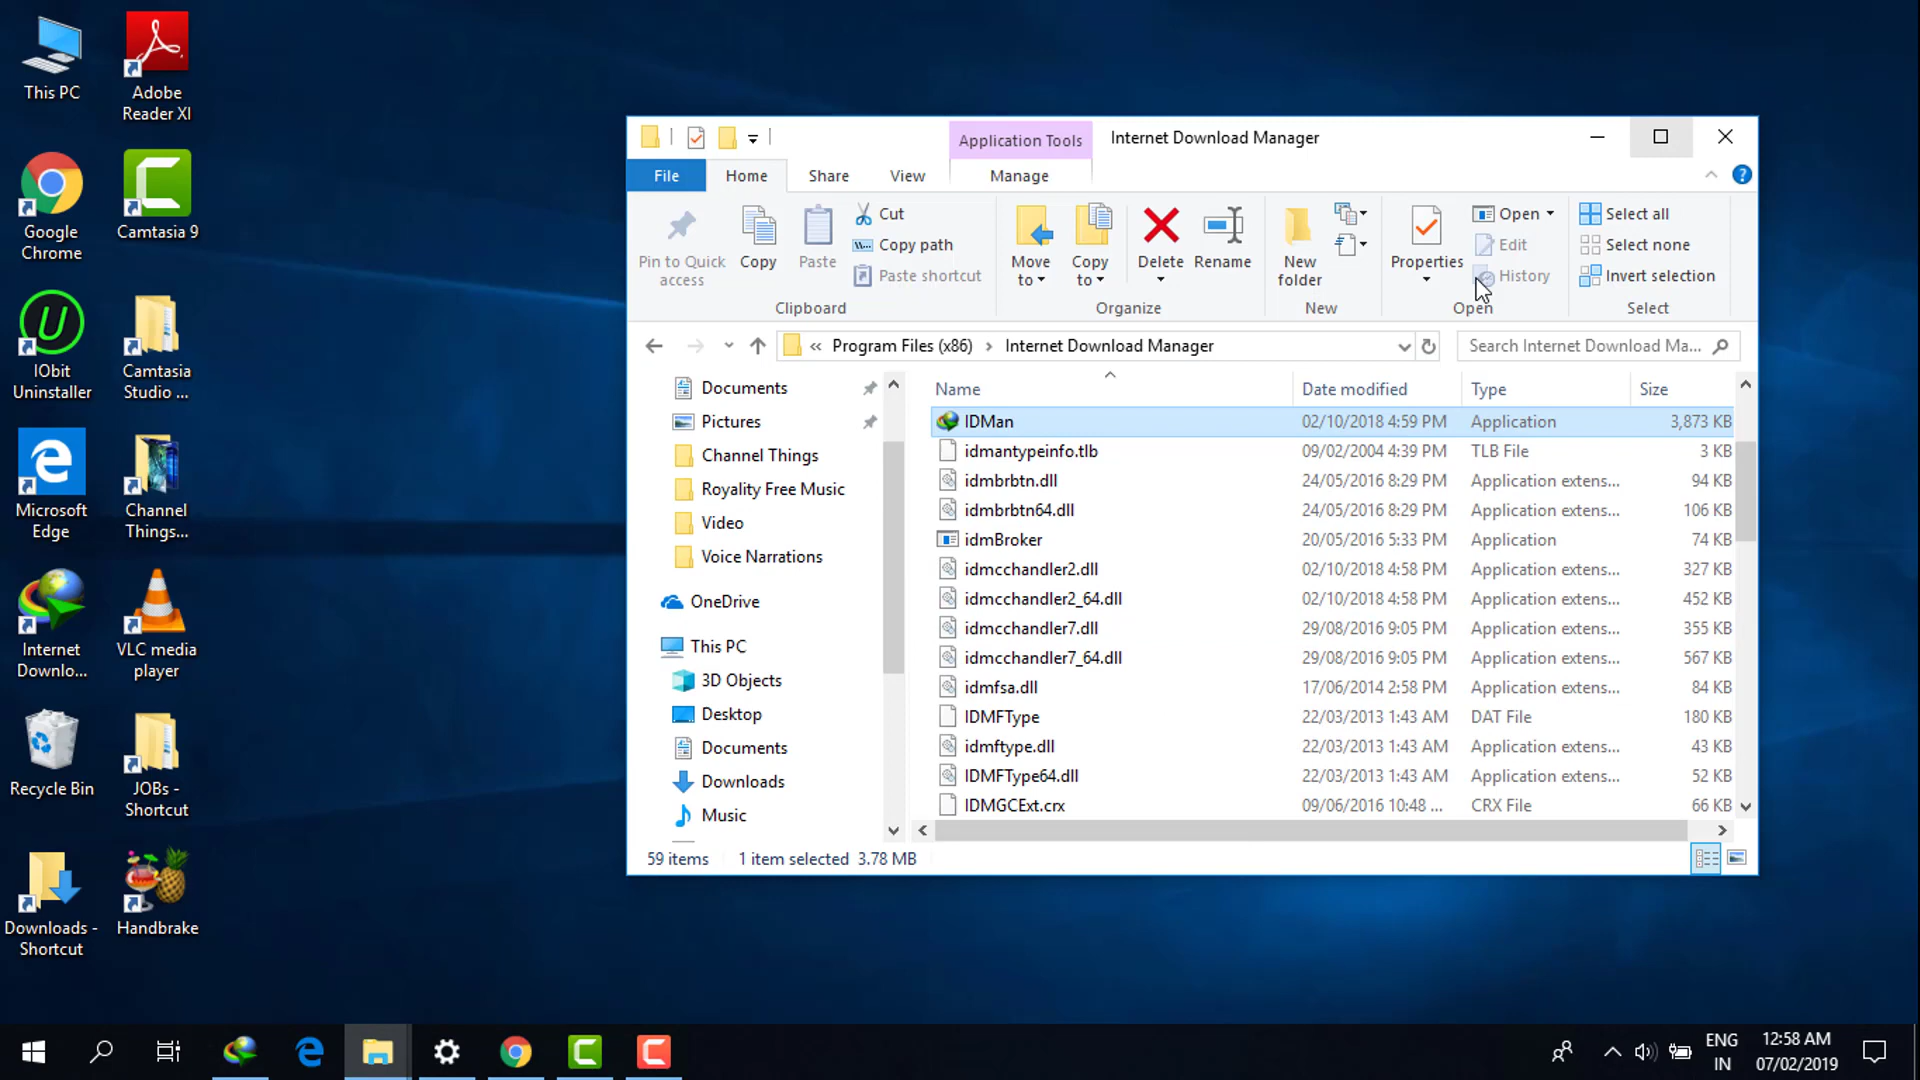 This PC
Adobe
Reader XI
Google
Chrome
Camtasia 9
IObit
Uninstaller
Camtasia
Studio ...
Microsoft
Edge
Channel
Things...
Internet
Downlo...
VLC media
player
Recycle Bin
JOBs -
Shortcut
Downloads -
Shortcut
Handbrake
Application Tools
Internet Download Manager
File
Home
Share
View
Manage
Pin to Quick
access
Copy
Paste
Cut
Copy path
Paste shortcut
Clipboard
Move
to
Copy
to
Delete
Rename
Organize
New
folder
New
Properties
Open
Edit
History
Open
Select all
Select none
Invert selection
Select
« Program Files (x86) › Internet Download Manager
Search Internet Download Ma...
Documents
Pictures
Channel Things
Royality Free Music
Video
Voice Narrations
OneDrive
This PC
3D Objects
Desktop
Documents
Downloads
Music
Name Date modified Type Size
IDMan 02/10/2018 4:59 PM Application 3,873 KB
idmantypeinfo.tlb 09/02/2004 4:39 PM TLB File 3 KB
idmbrbtn.dll 24/05/2016 8:29 PM Application extens... 94 KB
idmbrbtn64.dll 24/05/2016 8:29 PM Application extens... 106 KB
idmBroker 20/05/2016 5:33 PM Application 74 KB
idmcchandler2.dll 02/10/2018 4:58 PM Application extens... 327 KB
idmcchandler2_64.dll 02/10/2018 4:58 PM Application extens... 452 KB
idmcchandler7.dll 29/08/2016 9:05 PM Application extens... 355 KB
idmcchandler7_64.dll 29/08/2016 9:05 PM Application extens... 567 KB
idmfsa.dll 17/06/2014 2:58 PM Application extens... 84 KB
IDMFType 22/03/2013 1:43 AM DAT File 180 KB
idmftype.dll 22/03/2013 1:43 AM Application extens... 43 KB
IDMFType64.dll 22/03/2013 1:43 AM Application extens... 52 KB
IDMGCExt.crx 09/06/2016 10:48 ... CRX File 66 KB
59 items 1 item selected 3.78 MB
ENG
IN
12:58 AM
07/02/2019